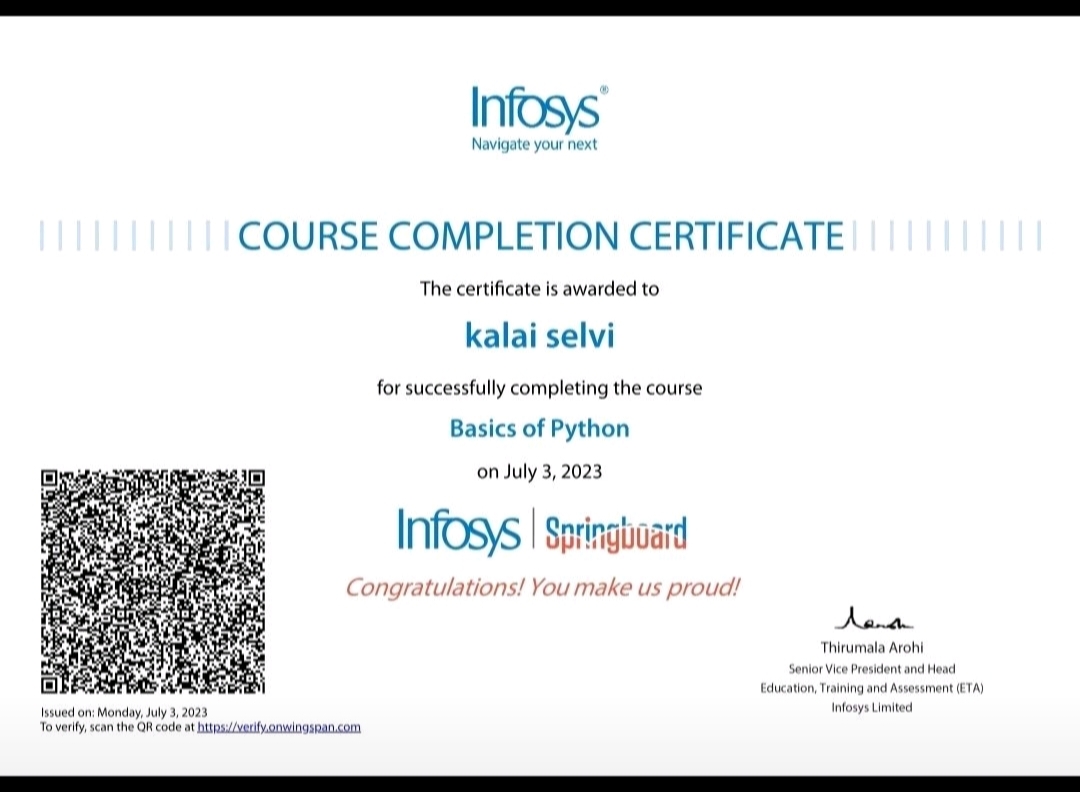 Infosys®
Navigate your next
COURSE COMPLETION CERTIFICATE
The certificate is awarded to
kalai selvi
for successfully completing the course
Basics of Python
on July 3, 2023
Infosys | Springboard
Congratulations! You make us proud!
Thirumala Arohi
Senior Vice President and Head
Education, Training and Assessment (ETA)
Infosys Limited
Issued on: Monday, July 3, 2023
To verify, scan the QR code at https://verify.onwingspan.com